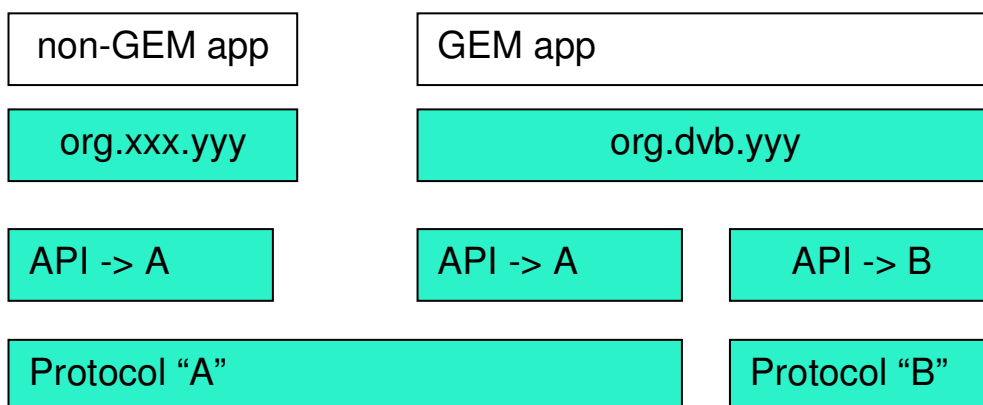 non-GEM app
GEM app
org.xxx.yyy
org.dvb.yyy
API -> A
API -> A
API -> B
Protocol “A”
Protocol “B”